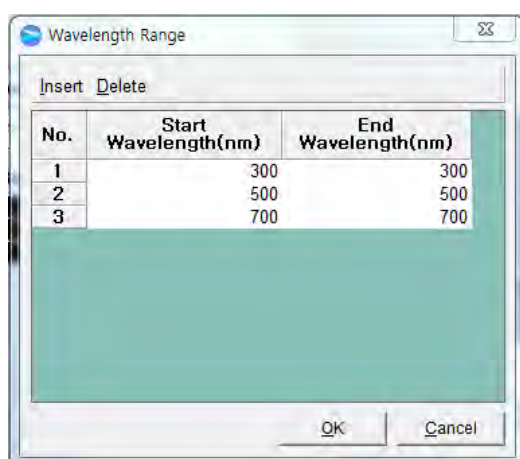 Wavelength Range
Insert Delete
No. Start Wavelength(nm) End Wavelength(nm)
1 300 300
2 500 500
3 700 700
OK Cancel